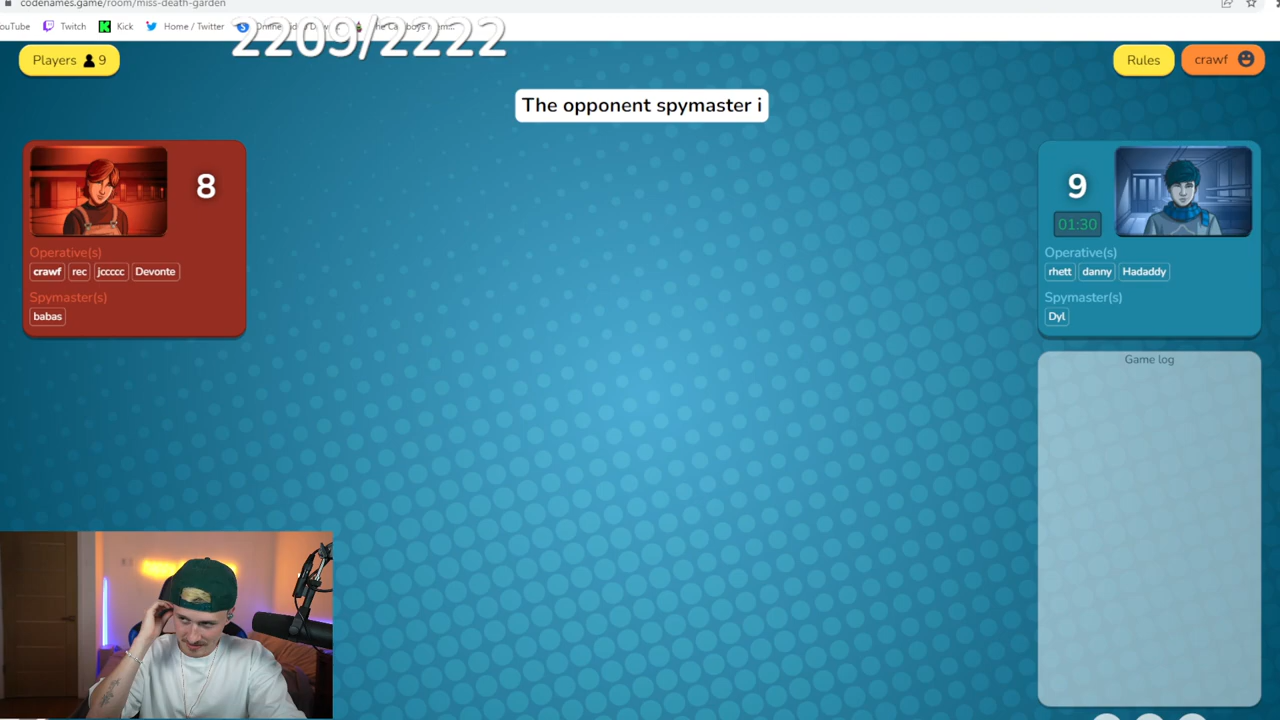 codenames.game/room/miss-death-garden
ouTube Twitch Kick Home / Twitter
2209/2222
Players 9
Rules
crawf
The opponent spymaster i
8
Operative(s)
crawf rec jccccc Devonte
Spymaster(s)
babas
9
01:30
Operative(s)
rhett danny Hadaddy
Spymaster(s)
Dyl
Game log